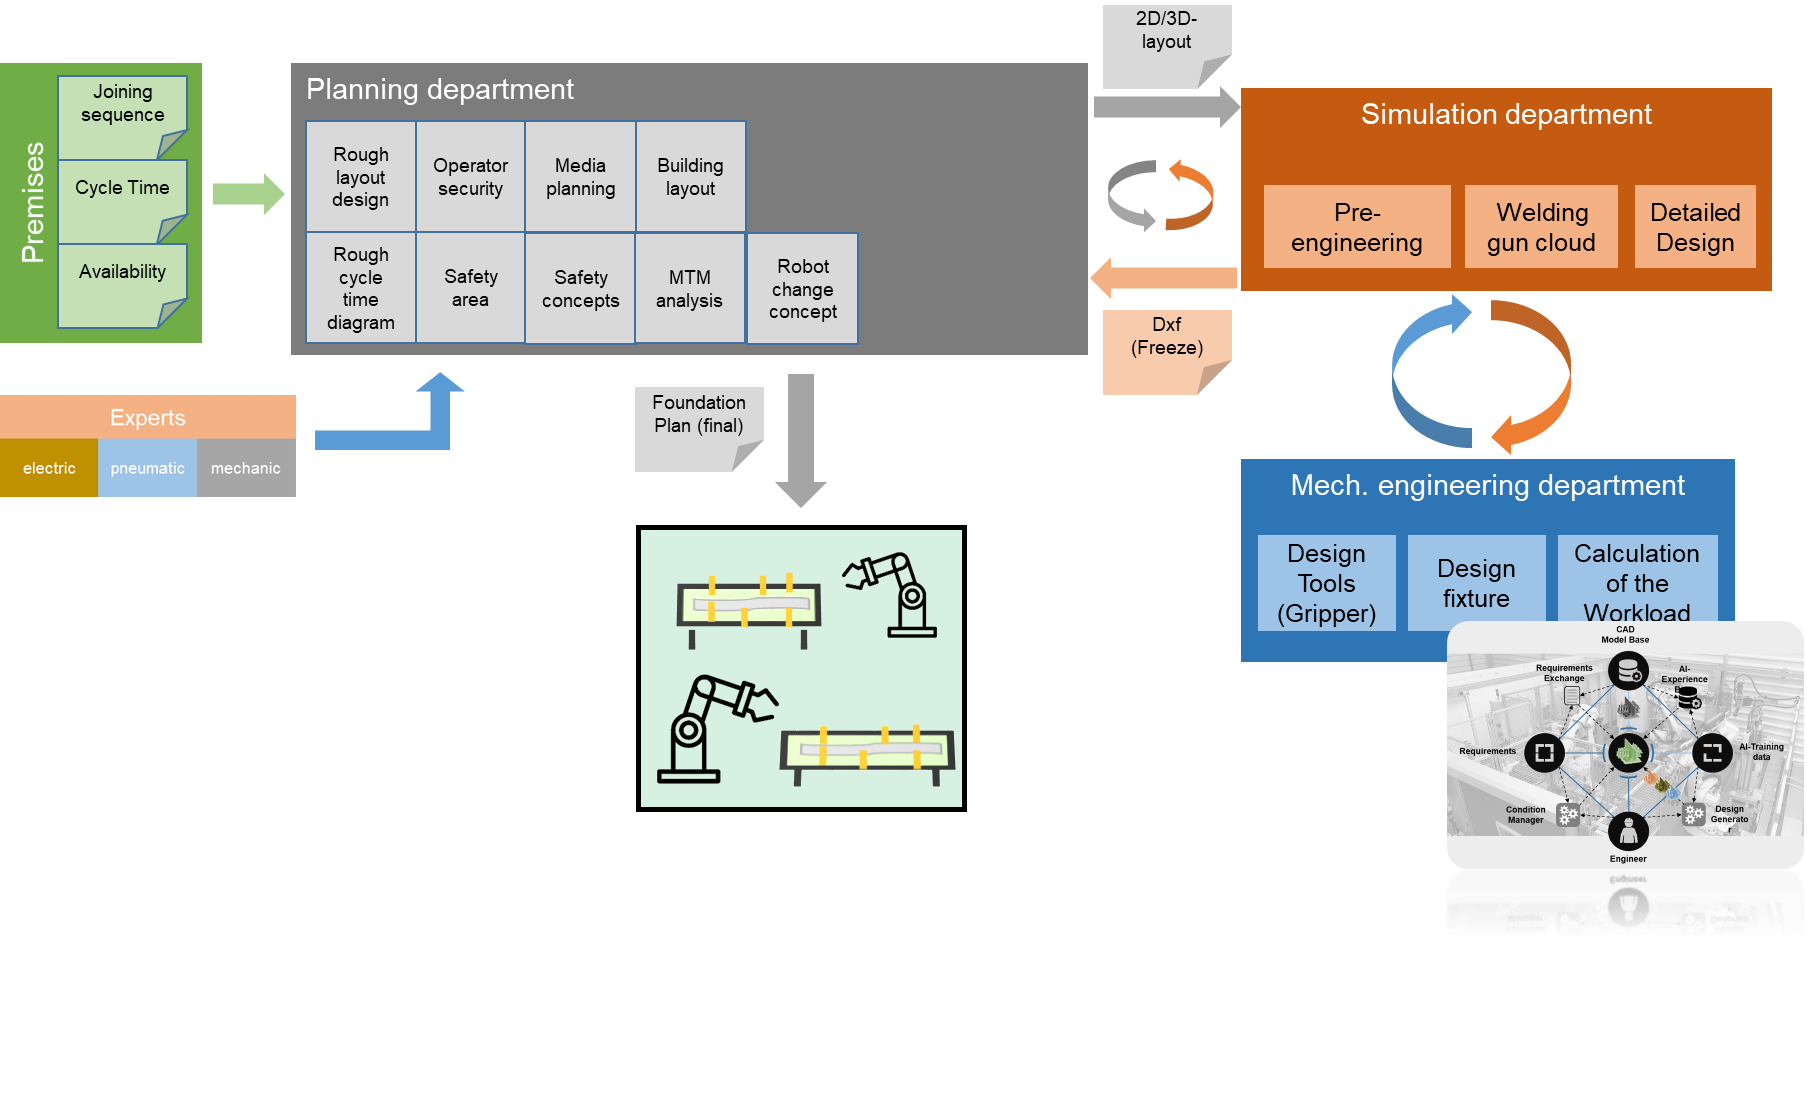 Premises
Joining
sequence
Cycle Time
Availability
Planning department
Rough
layout
design
Operator
security
Media
planning
Building
layout
Rough
cycle
time
diagram
Safety
area
Safety
concepts
MTM
analysis
Robot
change
concept
2D/3D-
layout
Dxf
(Freeze)
Simulation department
Pre-
engineering
Welding
gun cloud
Detailed
Design
Experts
electric
pneumatic
mechanic
Foundation
Plan (final)
Mech. engineering department
Design
Tools
(Gripper)
Design
fixture
Calculation
of the
Workload
CAD
Model Base
Requirements
Exchange
AI-
Experience
Requirements
AI-Training
data
Condition
Manager
Design
Generato
r
Engineer